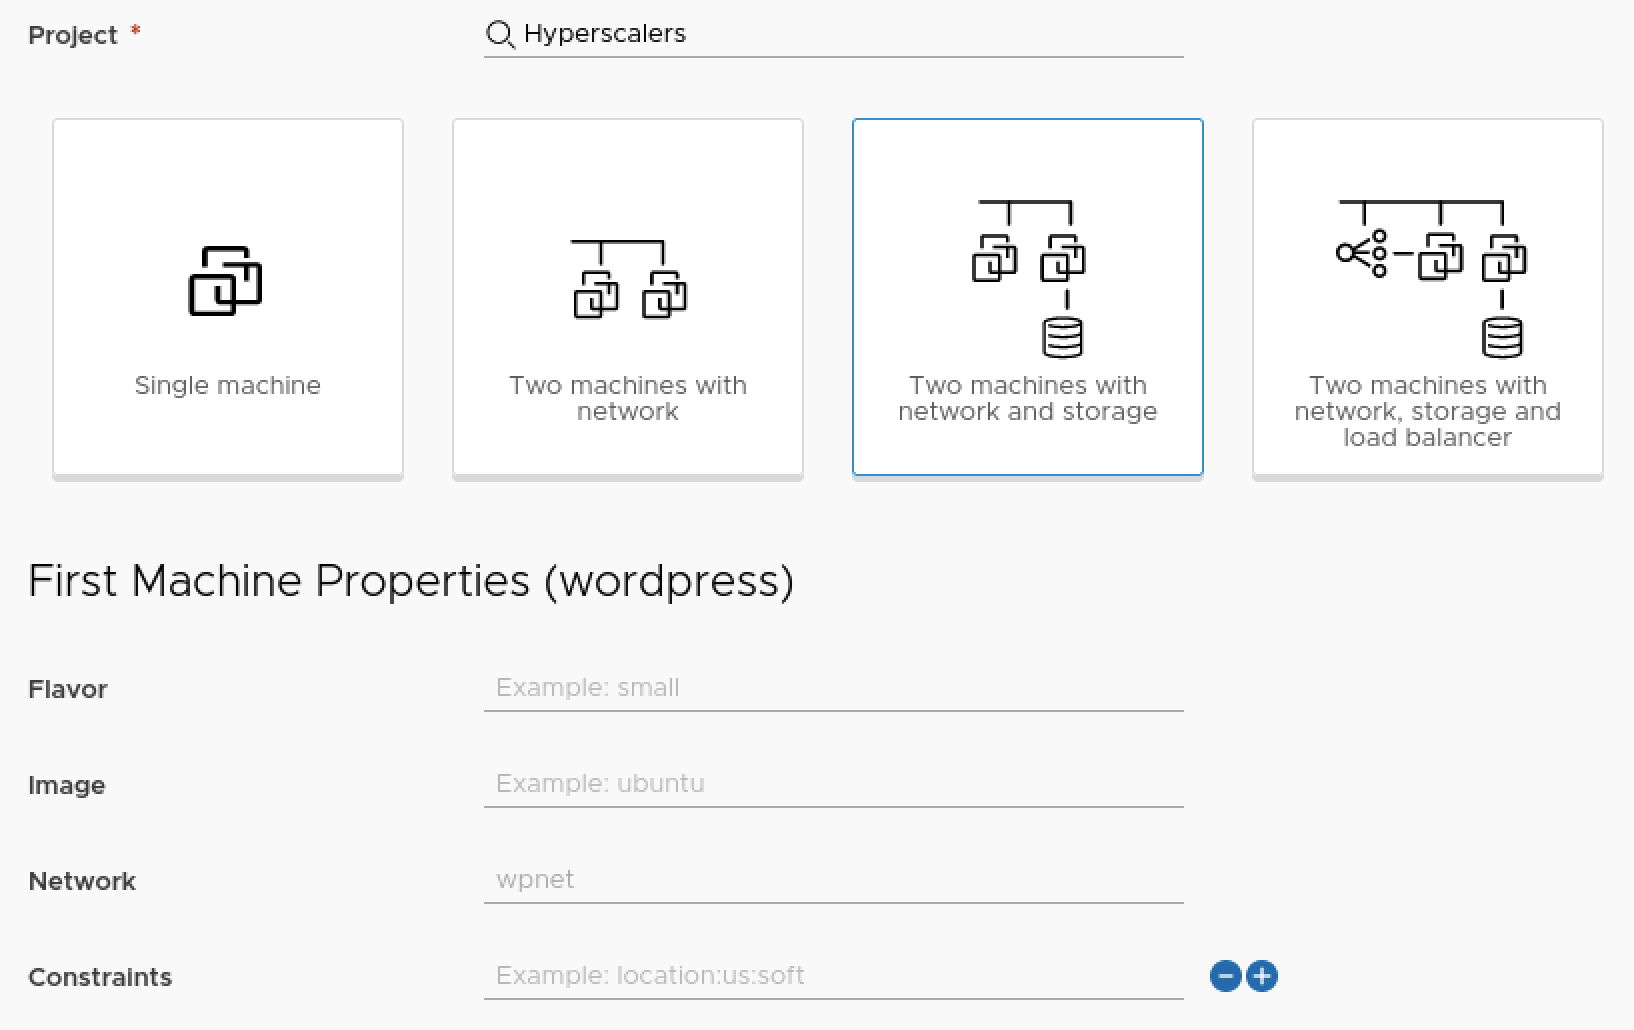 Project *
Hyperscalers
Single machine
Two machines with
network
Two machines with
network and storage
Two machines with
network, storage and
load balancer
First Machine Properties (wordpress)
Flavor
Example: small
Image
Example: ubuntu
Network
wpnet
Constraints
Example: location:us:soft